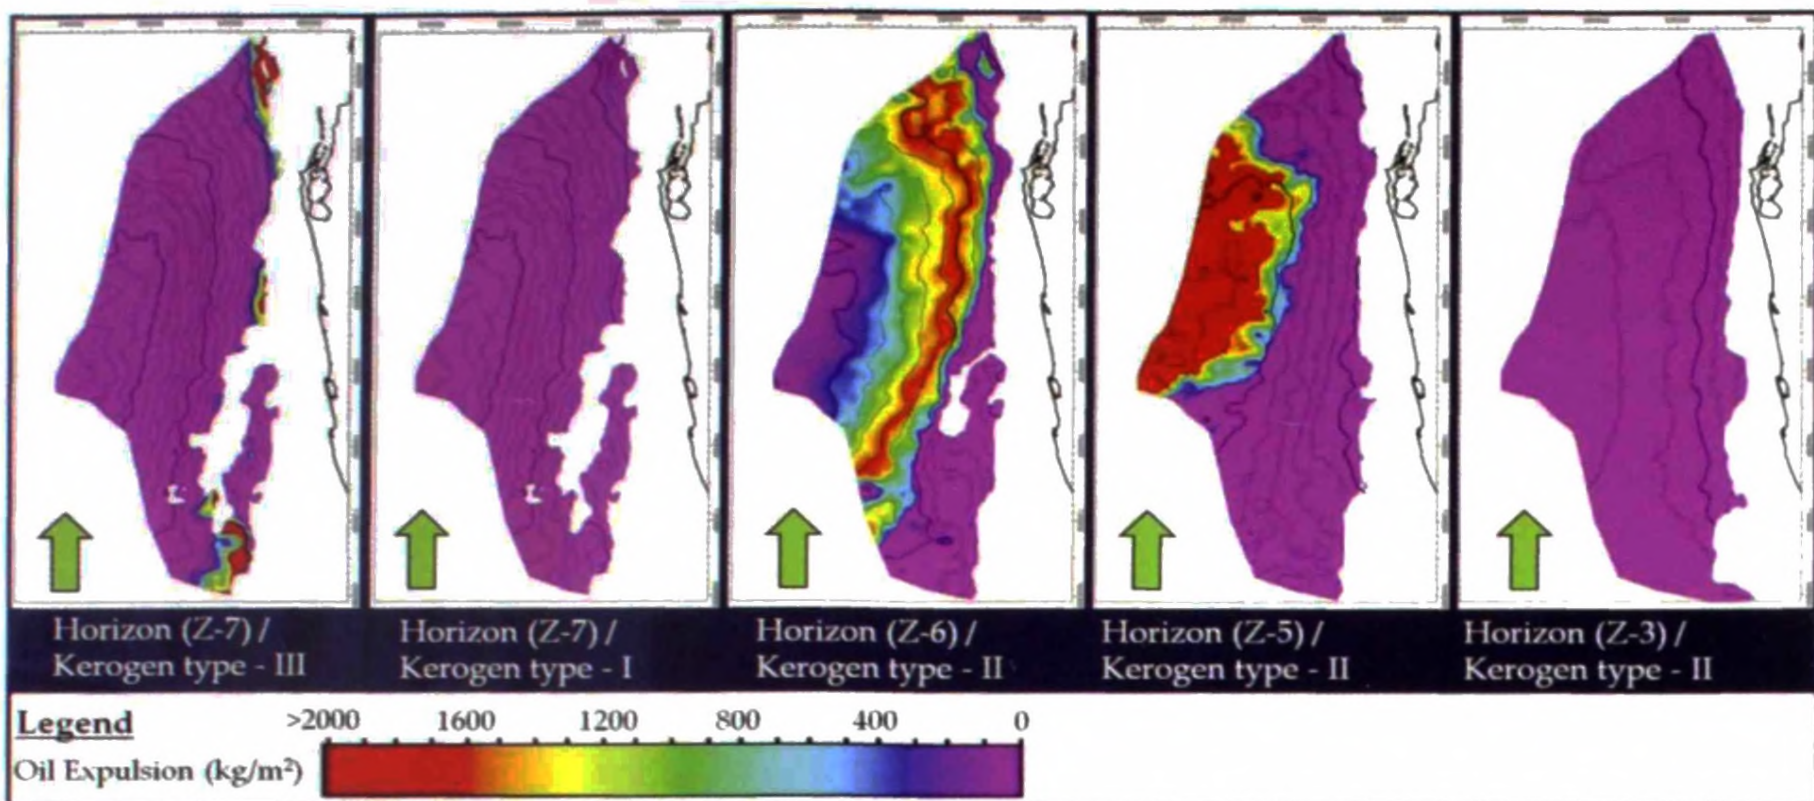 Horizon (Z-7) /
Kerogen type - III
Horizon (Z-7) /
Kerogen type - I
Horizon (Z-6) /
Kerogen type - II
Horizon (Z-5) /
Kerogen type - II
Horizon (Z-3) /
Kerogen type - II
Legend
>2000 1600 1200 800 400 0
Oil Expulsion (kg/m²)